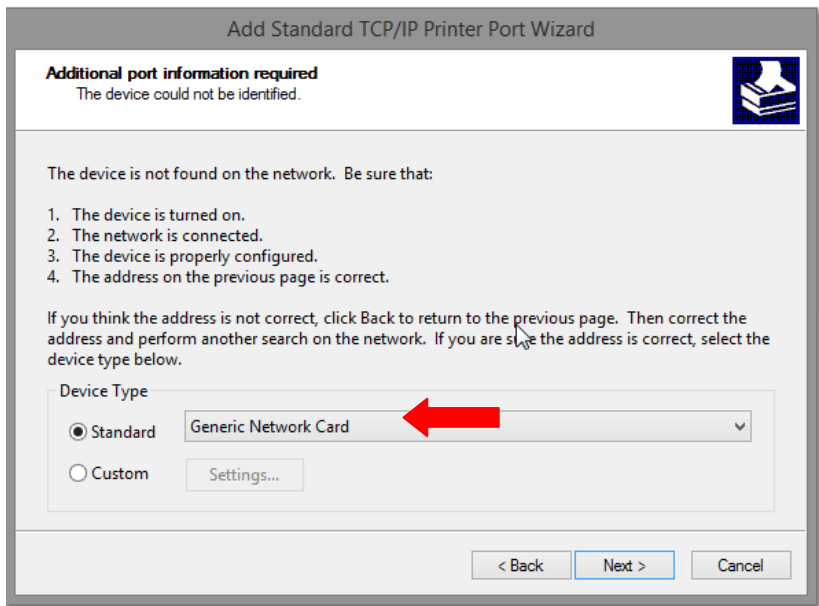 Add Standard TCP/IP Printer Port Wizard
Additional port information required
The device could not be identified.
The device is not found on the network. Be sure that:
1. The device is turned on.
2. The network is connected.
3. The device is properly configured.
4. The address on the previous page is correct.
If you think the address is not correct, click Back to return to the previous page. Then correct the
address and perform another search on the network. If you are sure the address is correct, select the
device type below.
Device Type
Standard
Generic Network Card
Custom
Settings...
< Back
Next >
Cancel